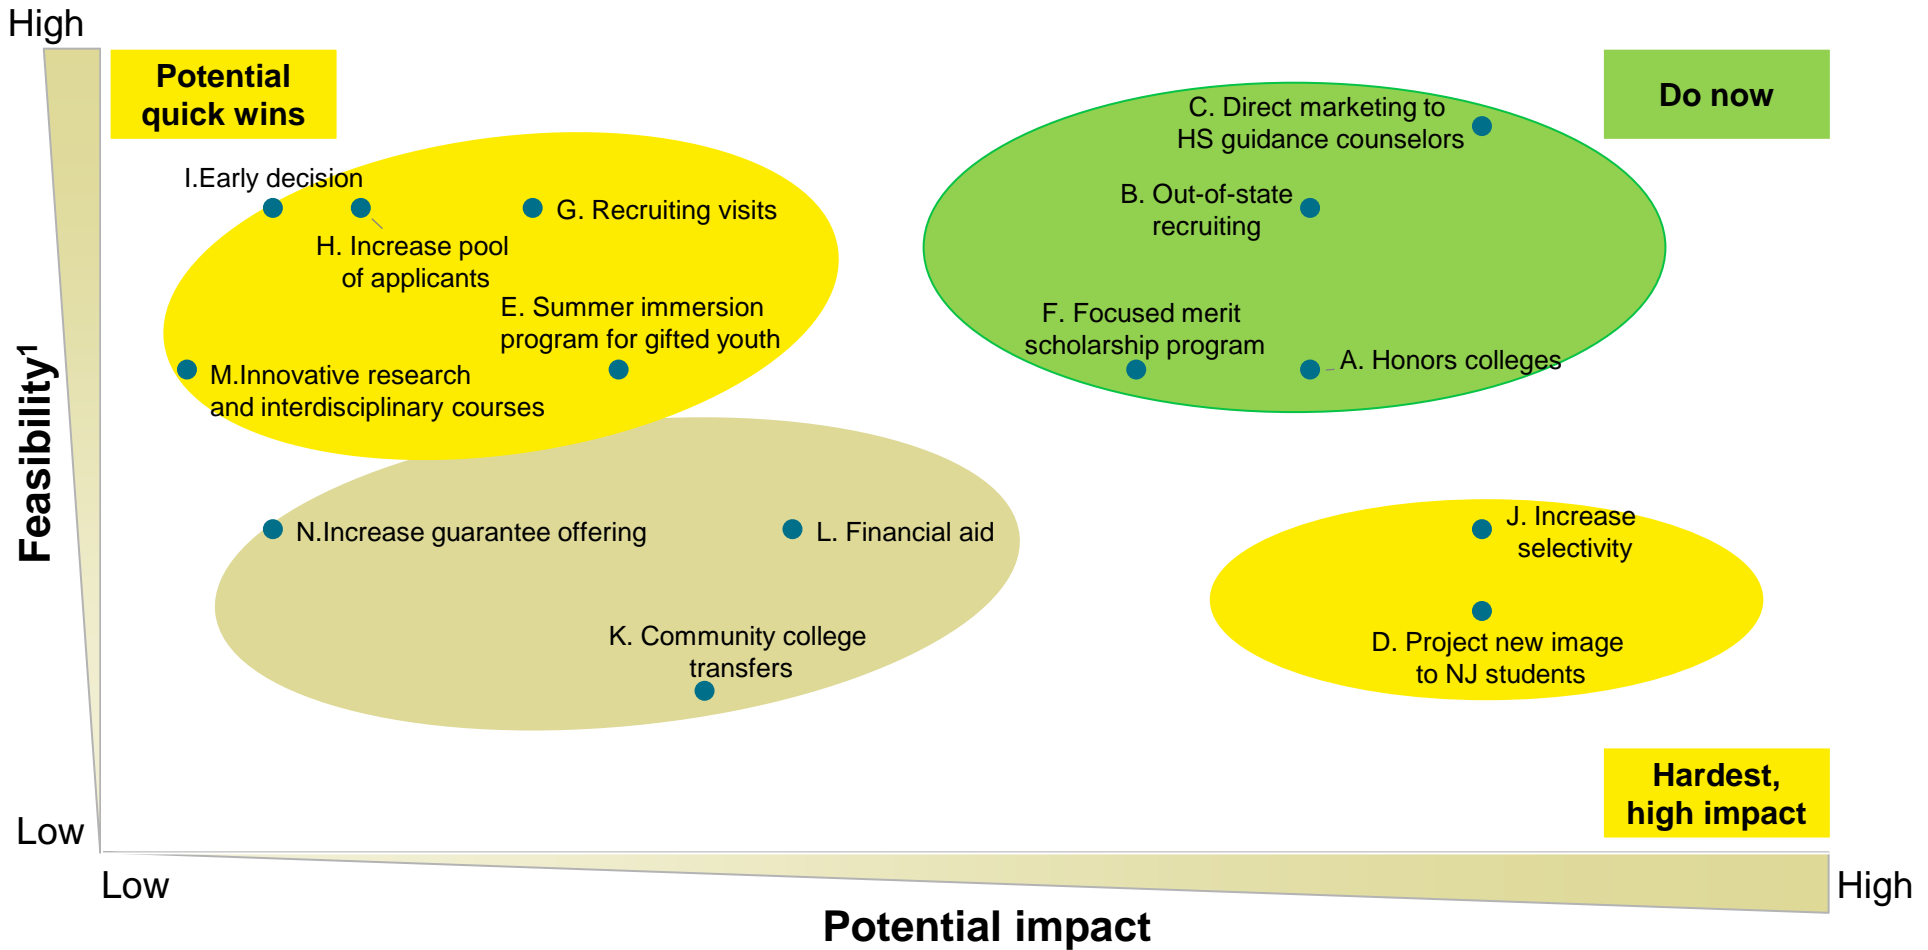 High
Potential
quick wins
Do now
C. Direct marketing to
HS guidance counselors
I.Early decision
B. Out-of-state
recruiting
G. Recruiting visits
H. Increase pool
of applicants
E. Summer immersion
program for gifted youth
F. Focused merit
scholarship program
A. Honors colleges
M.Innovative research
and interdisciplinary courses
Feasibility1
N.Increase guarantee offering
L. Financial aid
J. Increase
selectivity
K. Community college
transfers
D. Project new image
to NJ students
Hardest,
high impact
Low
Low
High
Potential impact